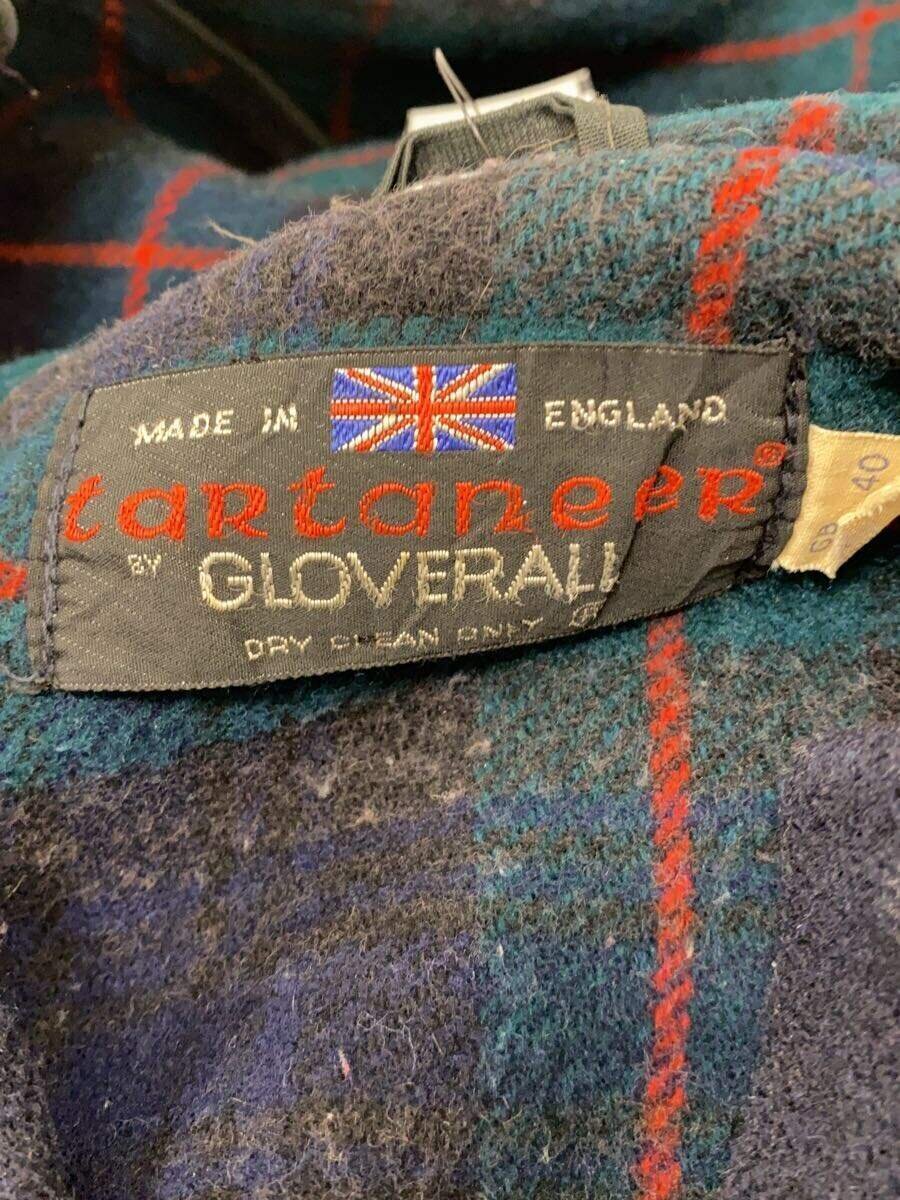 MADE IN ENGLAND
tartaneer®
BY GLOVERALL
DRY CLEAN ONLY
GB 40